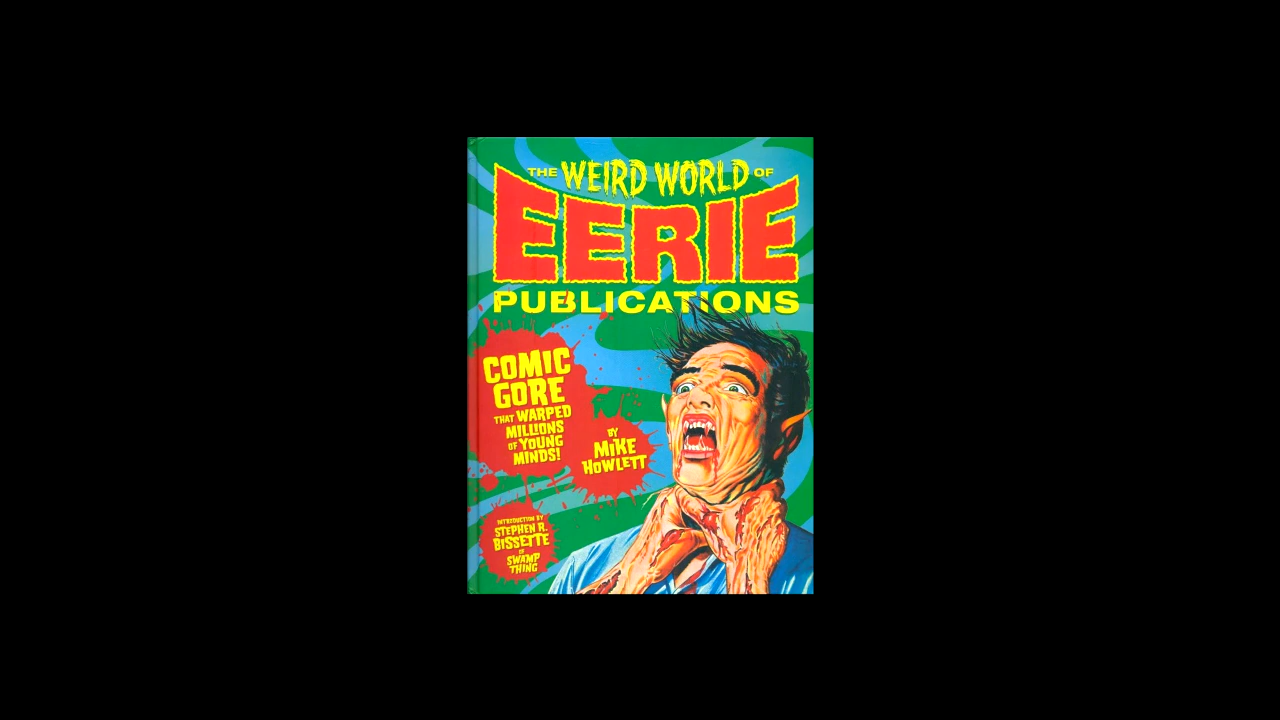 THE WEIRD WORLD OF
EERIE
PUBLICATIONS
COMIC
GORE
THAT WARPED
MILLIONS
OF YOUNG
MINDS!
BY
MIKE
HOWLETT
INTRODUCTION BY
STEPHEN R.
BISSETTE
OF
SWAMP
THING